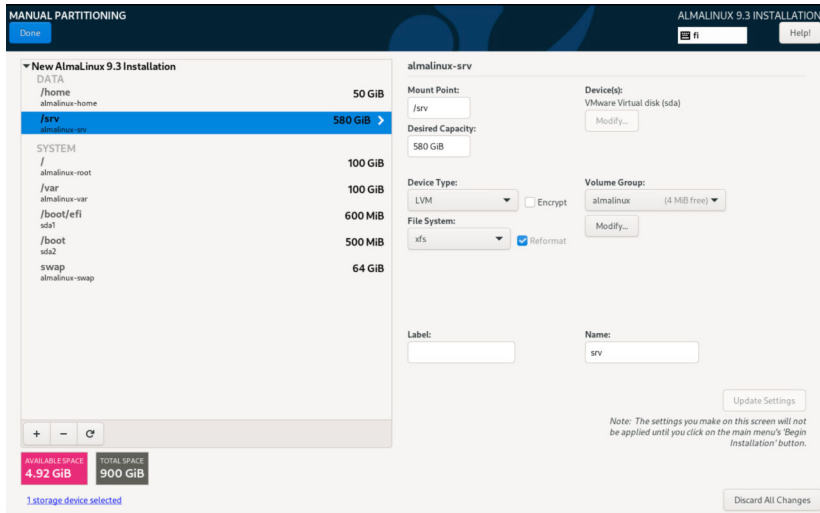 MANUAL PARTITIONING
ALMALINUX 9.3 INSTALLATION
Done
fi
Help!
New AlmaLinux 9.3 Installation
DATA
/home
50 GiB
almalinux-home
/srv
580 GiB
almalinux-srv
SYSTEM
/
100 GiB
almalinux-root
/var
100 GiB
almalinux-var
/boot/efi
600 MiB
sda1
/boot
500 MiB
sda2
swap
64 GiB
almalinux-swap
+ −
AVAILABLE SPACE
4.92 GiB
TOTAL SPACE
900 GiB
1 storage device selected
almalinux-srv
Mount Point:
/srv
Desired Capacity:
580 GiB
Device(s):
VMware Virtual disk (sda)
Modify...
Device Type:
LVM
Encrypt
Volume Group:
almalinux (4 MiB free)
Modify...
File System:
xfs
Reformat
Label:
Name:
srv
Update Settings
Note: The settings you make on this screen will not
be applied until you click on the main menu's 'Begin
Installation' button.
Discard All Changes